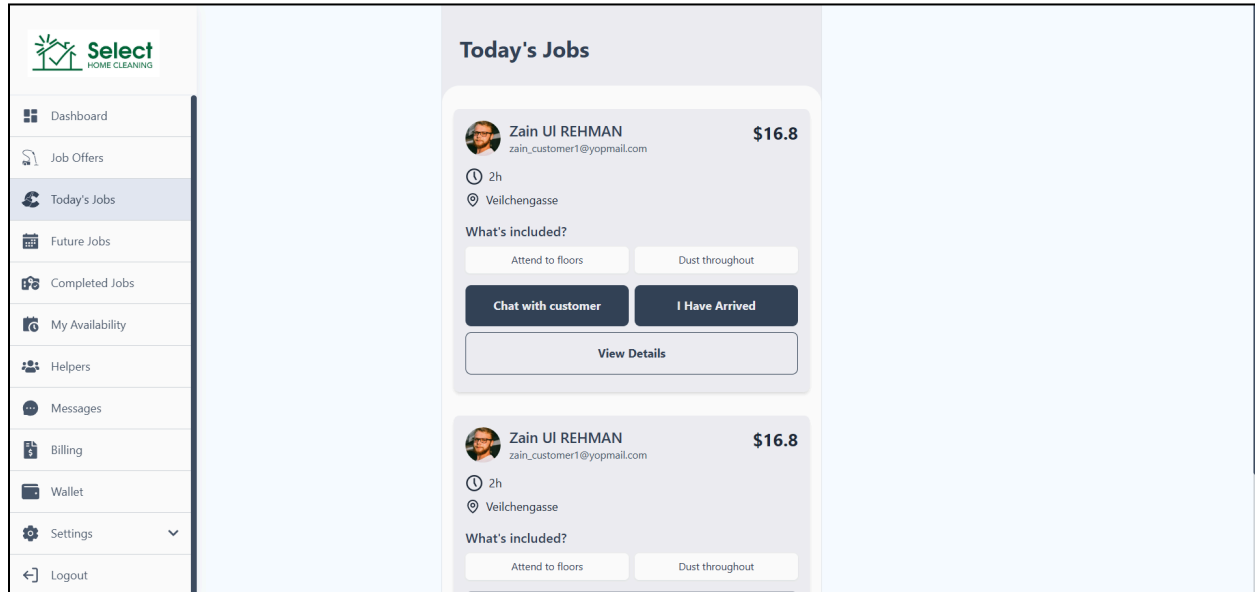 Select
HOME CLEANING
Dashboard
Job Offers
Today's Jobs
Future Jobs
Completed Jobs
My Availability
Helpers
Messages
Billing
Wallet
Settings
Logout
Today's Jobs
Zain Ul REHMAN
$16.8
zain_customer1@yopmail.com
2h
Veilchengasse
What's included?
Attend to floors
Dust throughout
Chat with customer
I Have Arrived
View Details
Zain Ul REHMAN
$16.8
zain_customer1@yopmail.com
2h
Veilchengasse
What's included?
Attend to floors
Dust throughout